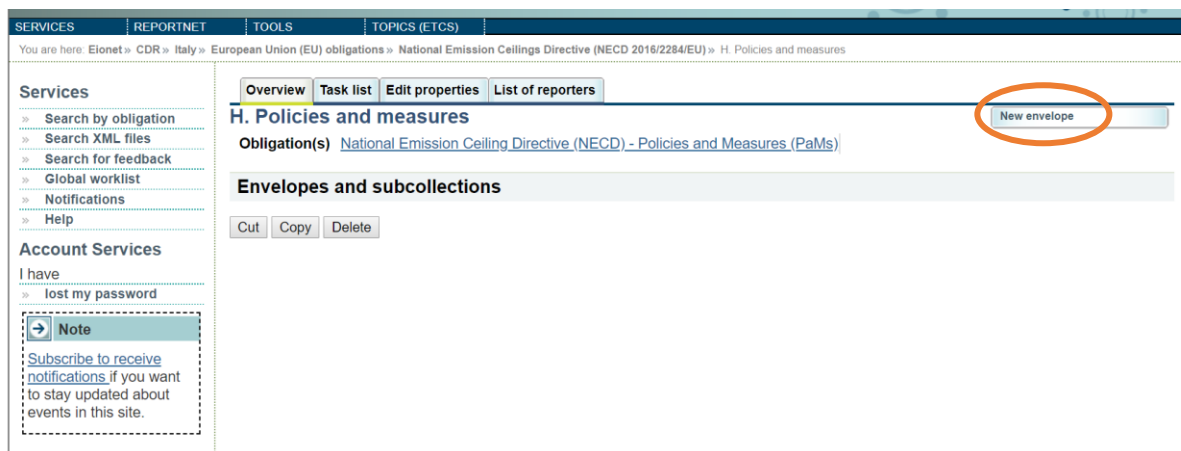 SERVICES REPORTNET TOOLS TOPICS (ETCS)
You are here: Eionet » CDR » Italy » European Union (EU) obligations » National Emission Ceilings Directive (NECD 2016/2284/EU) » H. Policies and measures
Services
» Search by obligation
» Search XML files
» Search for feedback
» Global worklist
» Notifications
» Help
Account Services
I have
» lost my password
Note
Subscribe to receive
notifications if you want
to stay updated about
events in this site.
Overview Task list Edit properties List of reporters
H. Policies and measures
New envelope
Obligation(s) National Emission Ceiling Directive (NECD) - Policies and Measures (PaMs)
Envelopes and subcollections
Cut Copy Delete